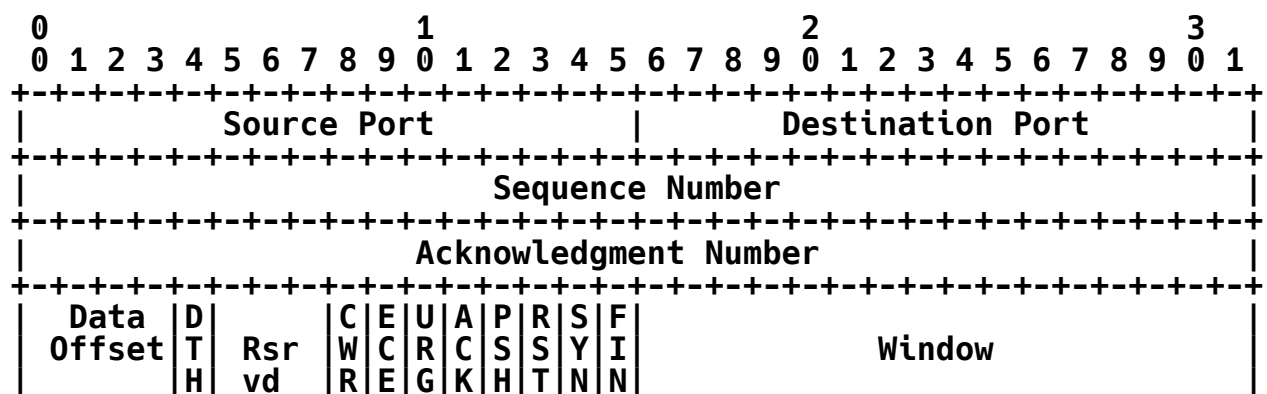 0                   1                   2                   3
 0 1 2 3 4 5 6 7 8 9 0 1 2 3 4 5 6 7 8 9 0 1 2 3 4 5 6 7 8 9 0 1
+-+-+-+-+-+-+-+-+-+-+-+-+-+-+-+-+-+-+-+-+-+-+-+-+-+-+-+-+-+-+-+-+
|          Source Port          |       Destination Port        |
+-+-+-+-+-+-+-+-+-+-+-+-+-+-+-+-+-+-+-+-+-+-+-+-+-+-+-+-+-+-+-+-+
|                        Sequence Number                        |
+-+-+-+-+-+-+-+-+-+-+-+-+-+-+-+-+-+-+-+-+-+-+-+-+-+-+-+-+-+-+-+-+
|                    Acknowledgment Number                      |
+-+-+-+-+-+-+-+-+-+-+-+-+-+-+-+-+-+-+-+-+-+-+-+-+-+-+-+-+-+-+-+-+
|  Data |D|     |C|E|U|A|P|R|S|F|                               |
| Offset|T| Rsr |W|C|R|C|S|S|Y|I|            Window             |
|       |H| vd  |R|E|G|K|H|T|N|N|                               |